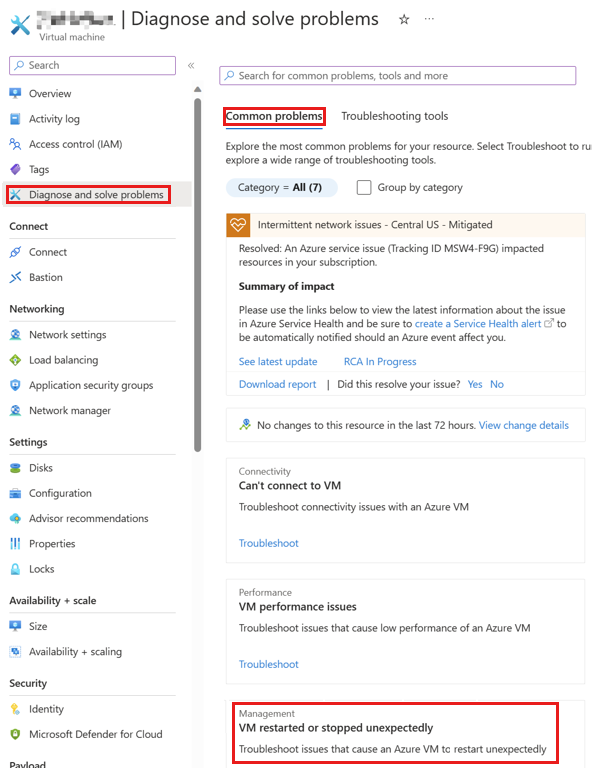 | Diagnose and solve problems
Virtual machine
Search
Overview
Activity log
Access control (IAM)
Tags
Diagnose and solve problems
Connect
Connect
Bastion
Networking
Network settings
Load balancing
Application security groups
Network manager
Settings
Disks
Configuration
Advisor recommendations
Properties
Locks
Availability + scale
Size
Availability + scaling
Security
Identity
Microsoft Defender for Cloud
Payload
Search for common problems, tools and more
Common problems Troubleshooting tools
Explore the most common problems for your resource. Select Troubleshoot to ru
explore a wide range of troubleshooting tools.
Category = All (7) Group by category
Intermittent network issues - Central US - Mitigated
Resolved: An Azure service issue (Tracking ID MSW4-F9G) impacted
resources in your subscription.
Summary of impact
Please use the links below to view the latest information about the issue
in Azure Service Health and be sure to create a Service Health alert to
be automatically notified should an Azure event affect you.
See latest update RCA In Progress
Download report | Did this resolve your issue? Yes No
No changes to this resource in the last 72 hours. View change details
Connectivity
Can't connect to VM
Troubleshoot connectivity issues with an Azure VM
Troubleshoot
Performance
VM performance issues
Troubleshoot issues that cause low performance of an Azure VM
Troubleshoot
Management
VM restarted or stopped unexpectedly
Troubleshoot issues that cause an Azure VM to restart unexpectedly